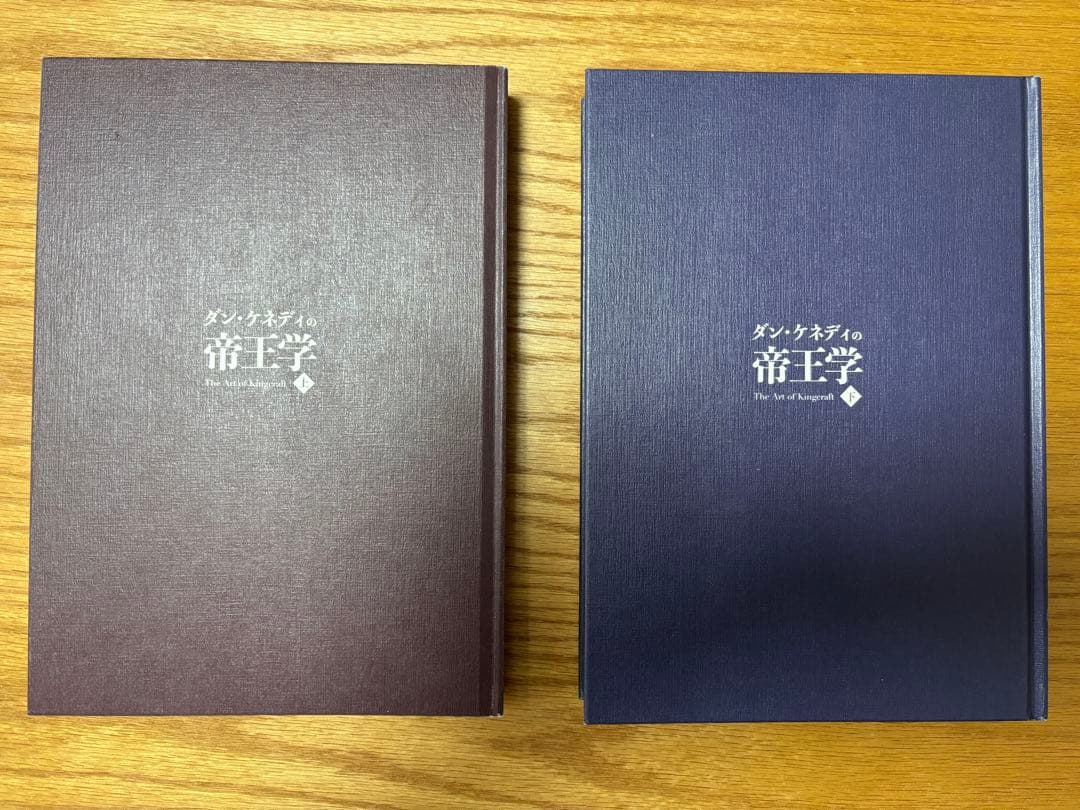 ダン・ケネディの
帝王学
The Art of Kingcraft 上
ダン・ケネディの
帝王学
The Art of Kingcraft 下